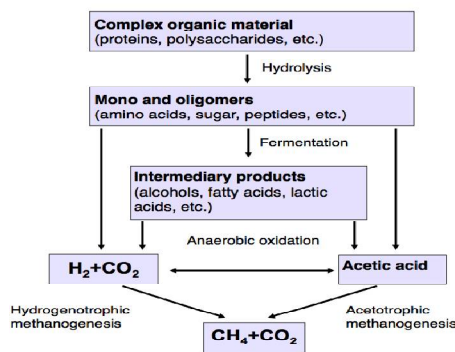 Complex organic material
(proteins, polysaccharides, etc.)
Hydrolysis
Mono and oligomers
(amino acids, sugar, peptides, etc.)
Fermentation
Intermediary products
(alcohols, fatty acids, lactic
acids, etc.)
Anaerobic oxidation
H₂+CO₂
Acetic acid
Hydrogenotrophic
methanogenesis
Acetotrophic
methanogenesis
CH₄+CO₂